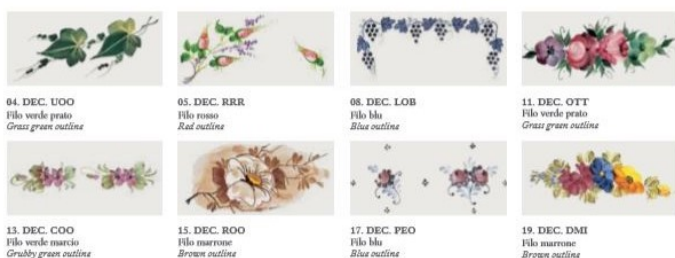 04. DEC. UOO
Filo verde prato
Grass green outline
05. DEC. RRR
Filo rosso
Red outline
08. DEC. LOB
Filo blu
Blue outline
11. DEC. OTT
Filo verde prato
Grass green outline
13. DEC. COO
Filo verde marcio
Grubby green outline
15. DEC. ROO
Filo marrone
Brown outline
17. DEC. PEO
Filo blu
Blue outline
19. DEC. DMI
Filo marrone
Brown outline